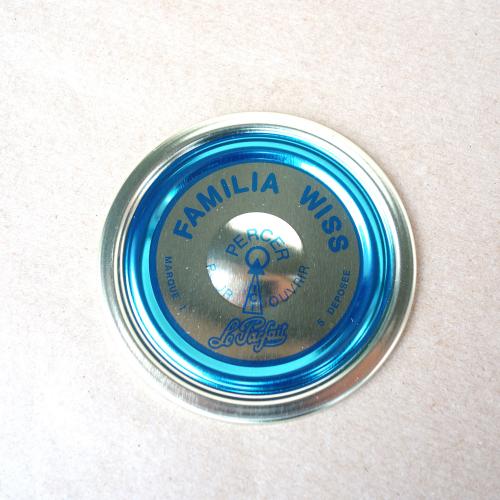 FAMILIA WISS
PERCER
POUR OUVRIR
MARQUE
DEPOSEE
Le Parfait